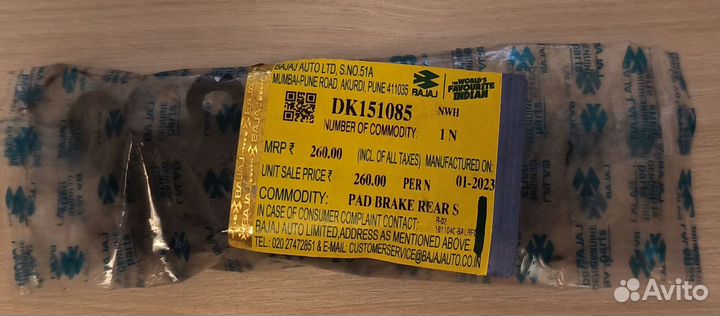 BAJAJ AUTO LTD, S.NO.51A
MUMBAI-PUNE ROAD, AKURDI, PUNE 411035
BAJAJ
THE WORLD'S
FAVOURITE
INDIAN
DK151085
NWH
NUMBER OF COMMODITY:
1 N
MRP ₹ 260.00 (INCL. OF ALL TAXES) MANUFACTURED ON:
UNIT SALE PRICE ₹ 260.00 PER N 01-2023
COMMODITY: PAD BRAKE REAR S
IN CASE OF CONSUMER COMPLAINT CONTACT:
BAJAJ AUTO LIMITED, ADDRESS AS MENTIONED ABOVE.
TEL.: 020 27472851 & E-MAIL: CUSTOMERSERVICE@BAJAJAUTO.CO.IN
BAJAJ
GENUINE
parts
Avito